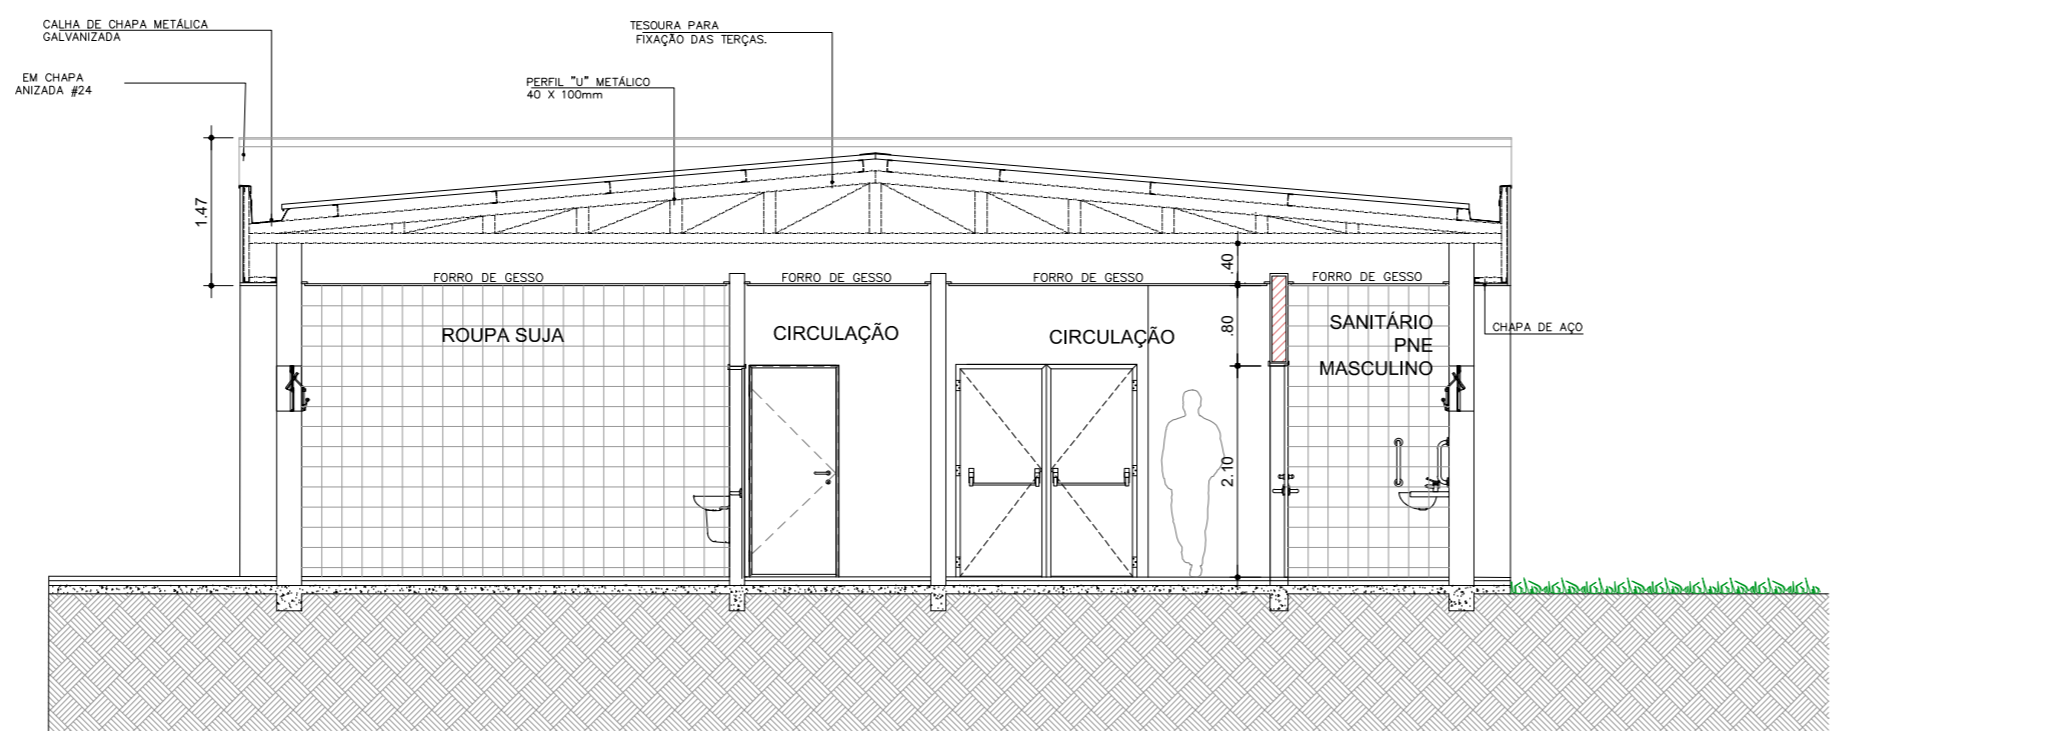 CALHA DE CHAPA METÁLICA
GALVANIZADA
TESOURA PARA
FIXAÇÃO DAS TERÇAS.
EM CHAPA
ANIZADA #24
PERFIL "U" METÁLICO
40 X 100mm
1.47
.40
FORRO DE GESSO
FORRO DE GESSO
FORRO DE GESSO
FORRO DE GESSO
ROUPA SUJA
CIRCULAÇÃO
CIRCULAÇÃO
.80
SANITÁRIO
PNE
MASCULINO
CHAPA DE AÇO
2.10